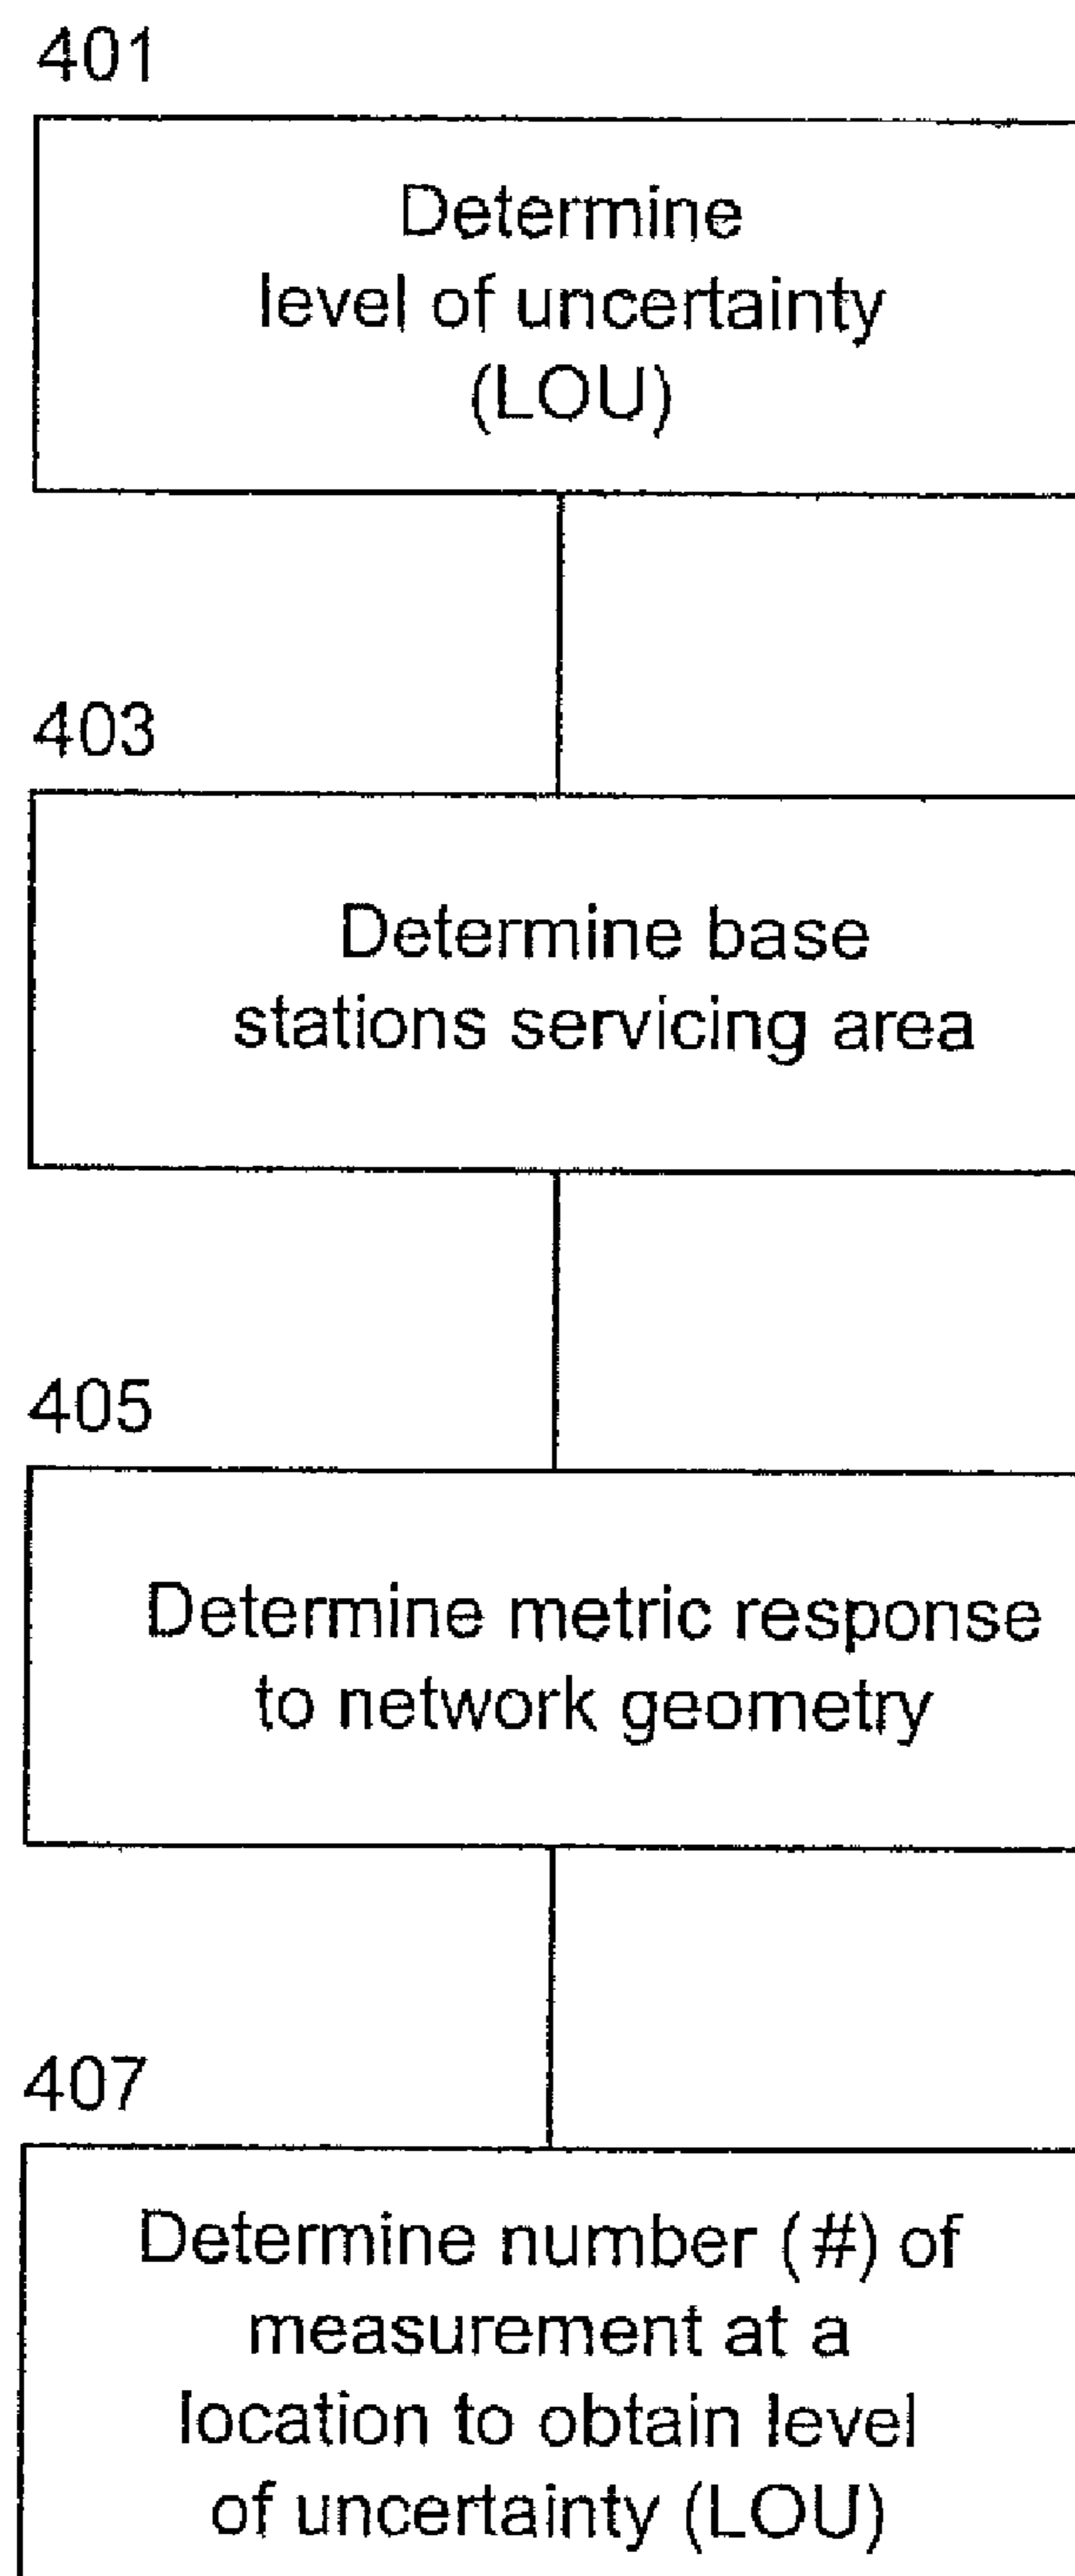 401
Determine
level of uncertainty
(LOU)
403
Determine base
stations servicing area
405
Determine metric response
to network geometry
407
Determine number (#) of
measurement at a
location to obtain level
of uncertainty (LOU)